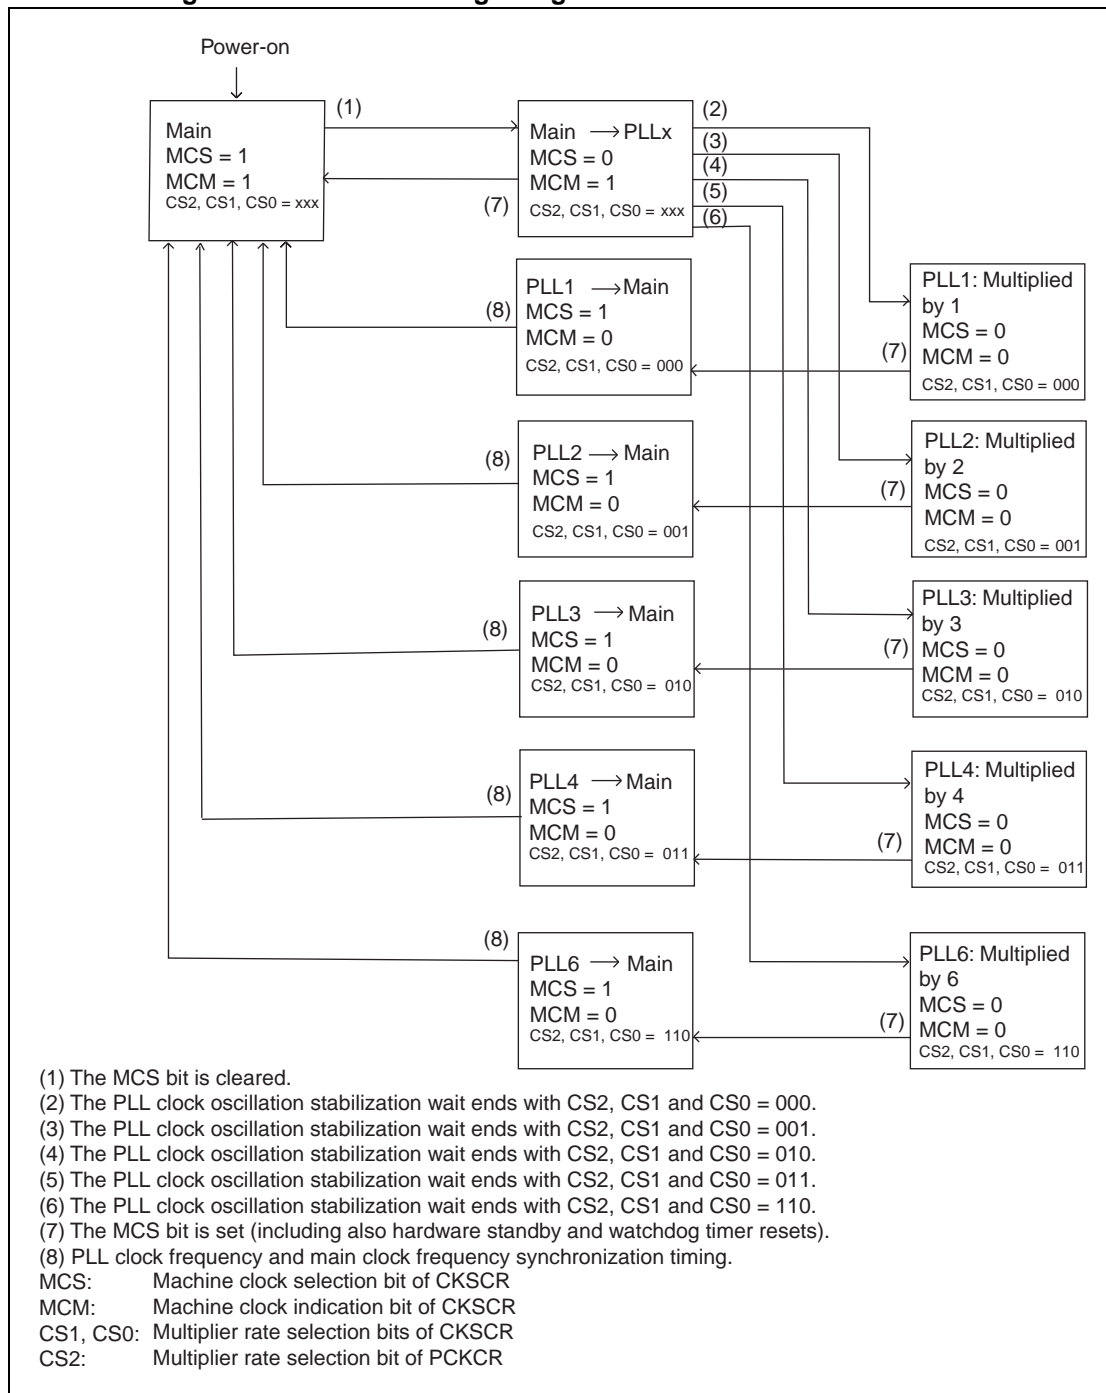 Power-on
(1)
Main
MCS = 1
MCM = 1
CS2, CS1, CS0 = xxx
Main → PLLx
MCS = 0
MCM = 1
CS2, CS1, CS0 = xxx
(7)
(2)
(3)
(4)
(5)
(6)
PLL1 → Main
MCS = 1
MCM = 0
CS2, CS1, CS0 = 000
(8)
(7)
PLL1: Multiplied
by 1
MCS = 0
MCM = 0
CS2, CS1, CS0 = 000
PLL2 → Main
MCS = 1
MCM = 0
CS2, CS1, CS0 = 001
(8)
(7)
PLL2: Multiplied
by 2
MCS = 0
MCM = 0
CS2, CS1, CS0 = 001
PLL3 → Main
MCS = 1
MCM = 0
CS2, CS1, CS0 = 010
(8)
(7)
PLL3: Multiplied
by 3
MCS = 0
MCM = 0
CS2, CS1, CS0 = 010
PLL4 → Main
MCS = 1
MCM = 0
CS2, CS1, CS0 = 011
(8)
(7)
PLL4: Multiplied
by 4
MCS = 0
MCM = 0
CS2, CS1, CS0 = 011
PLL6 → Main
MCS = 1
MCM = 0
CS2, CS1, CS0 = 110
(8)
(7)
PLL6: Multiplied
by 6
MCS = 0
MCM = 0
CS2, CS1, CS0 = 110
(1) The MCS bit is cleared.
(2) The PLL clock oscillation stabilization wait ends with CS2, CS1 and CS0 = 000.
(3) The PLL clock oscillation stabilization wait ends with CS2, CS1 and CS0 = 001.
(4) The PLL clock oscillation stabilization wait ends with CS2, CS1 and CS0 = 010.
(5) The PLL clock oscillation stabilization wait ends with CS2, CS1 and CS0 = 011.
(6) The PLL clock oscillation stabilization wait ends with CS2, CS1 and CS0 = 110.
(7) The MCS bit is set (including also hardware standby and watchdog timer resets).
(8) PLL clock frequency and main clock frequency synchronization timing.
MCS: Machine clock selection bit of CKSCR
MCM: Machine clock indication bit of CKSCR
CS1, CS0: Multiplier rate selection bits of CKSCR
CS2: Multiplier rate selection bit of PCKCR